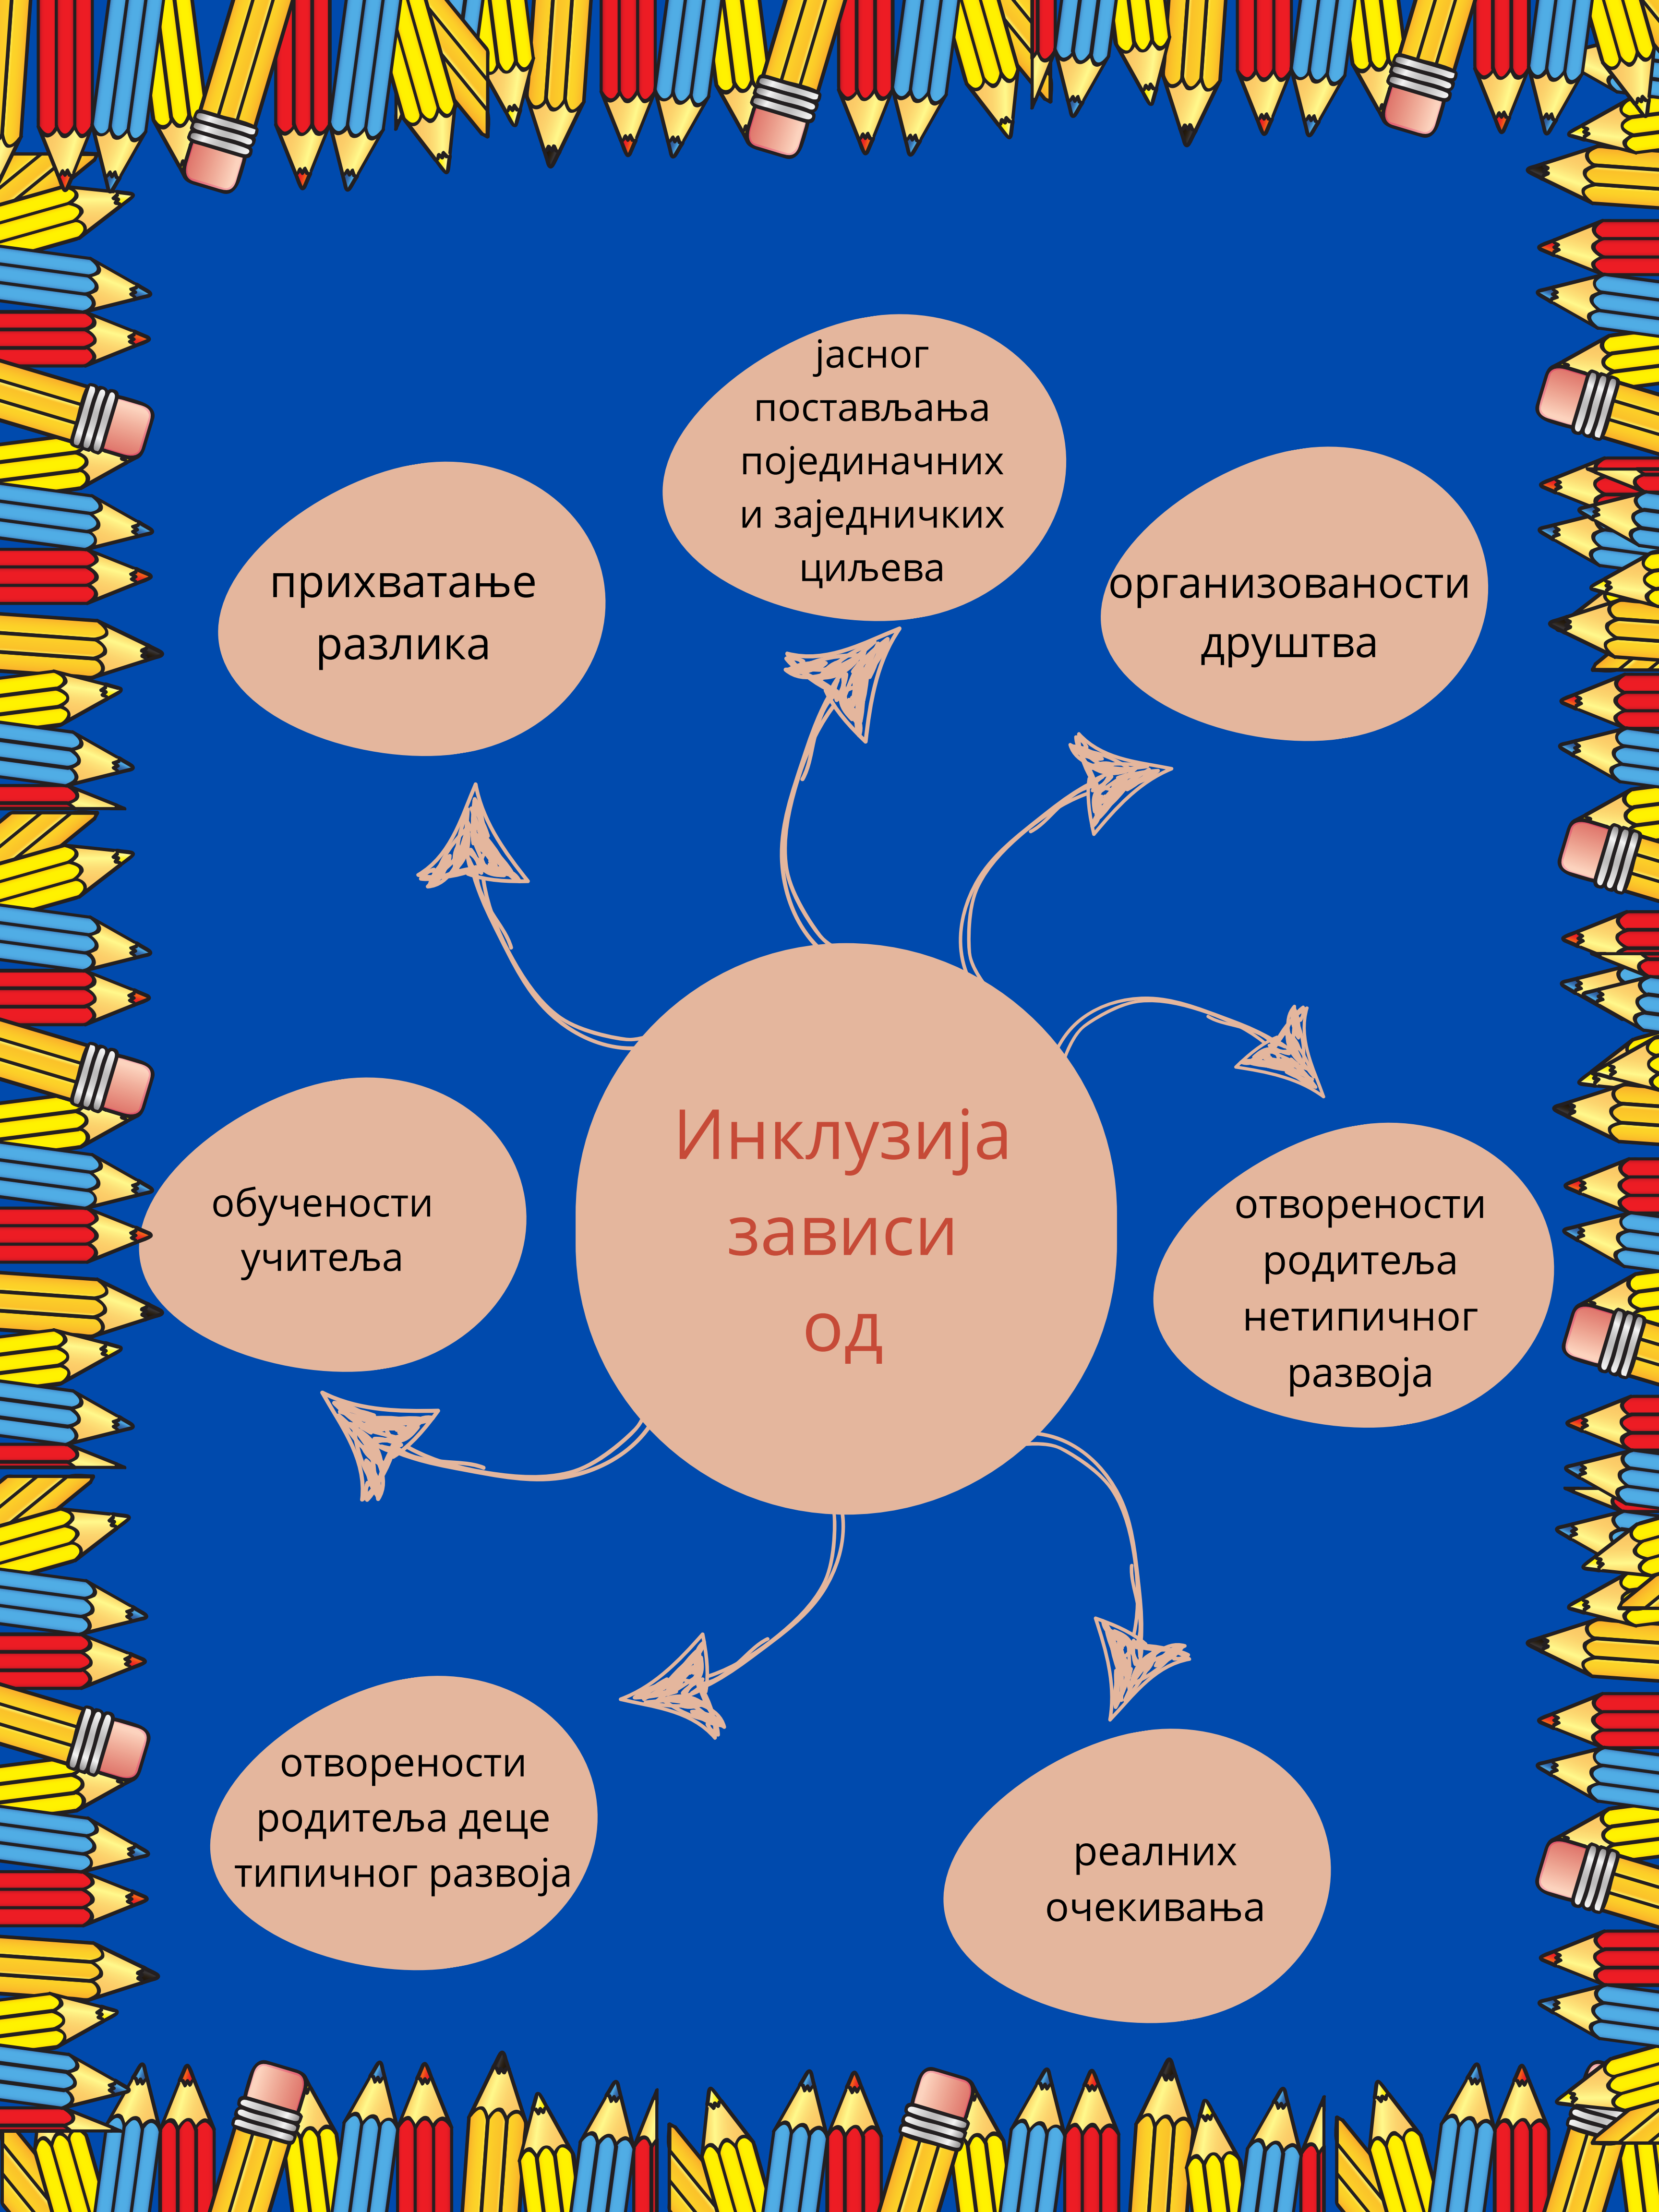 јасног
постављања
појединачних
и заједничких
циљева
прихватање
разлика
организованости
друштва
Инклузија
зависи
од
обучености
учитеља
отворености
родитеља
нетипичног
развоја
отворености
родитеља деце
типичног развоја
реалних
очекивања